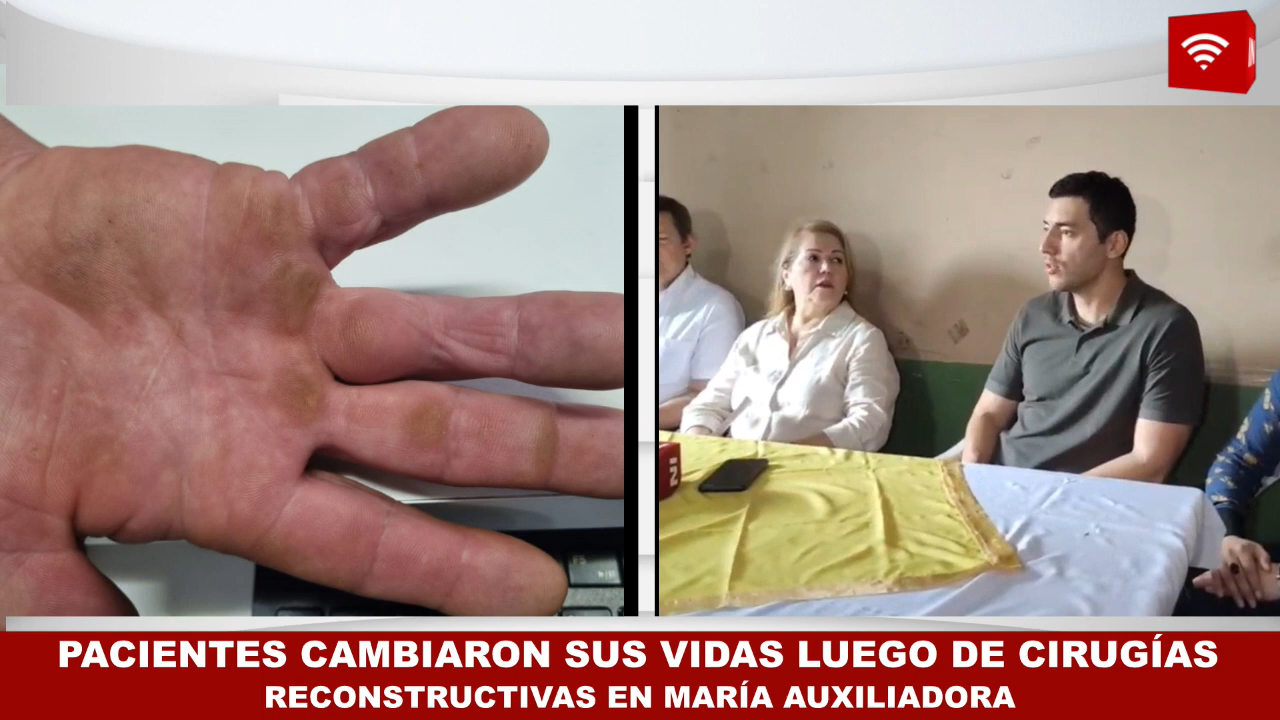 PACIENTES CAMBIARON SUS VIDAS LUEGO DE CIRUGÍAS
RECONSTRUCTIVAS EN MARÍA AUXILIADORA